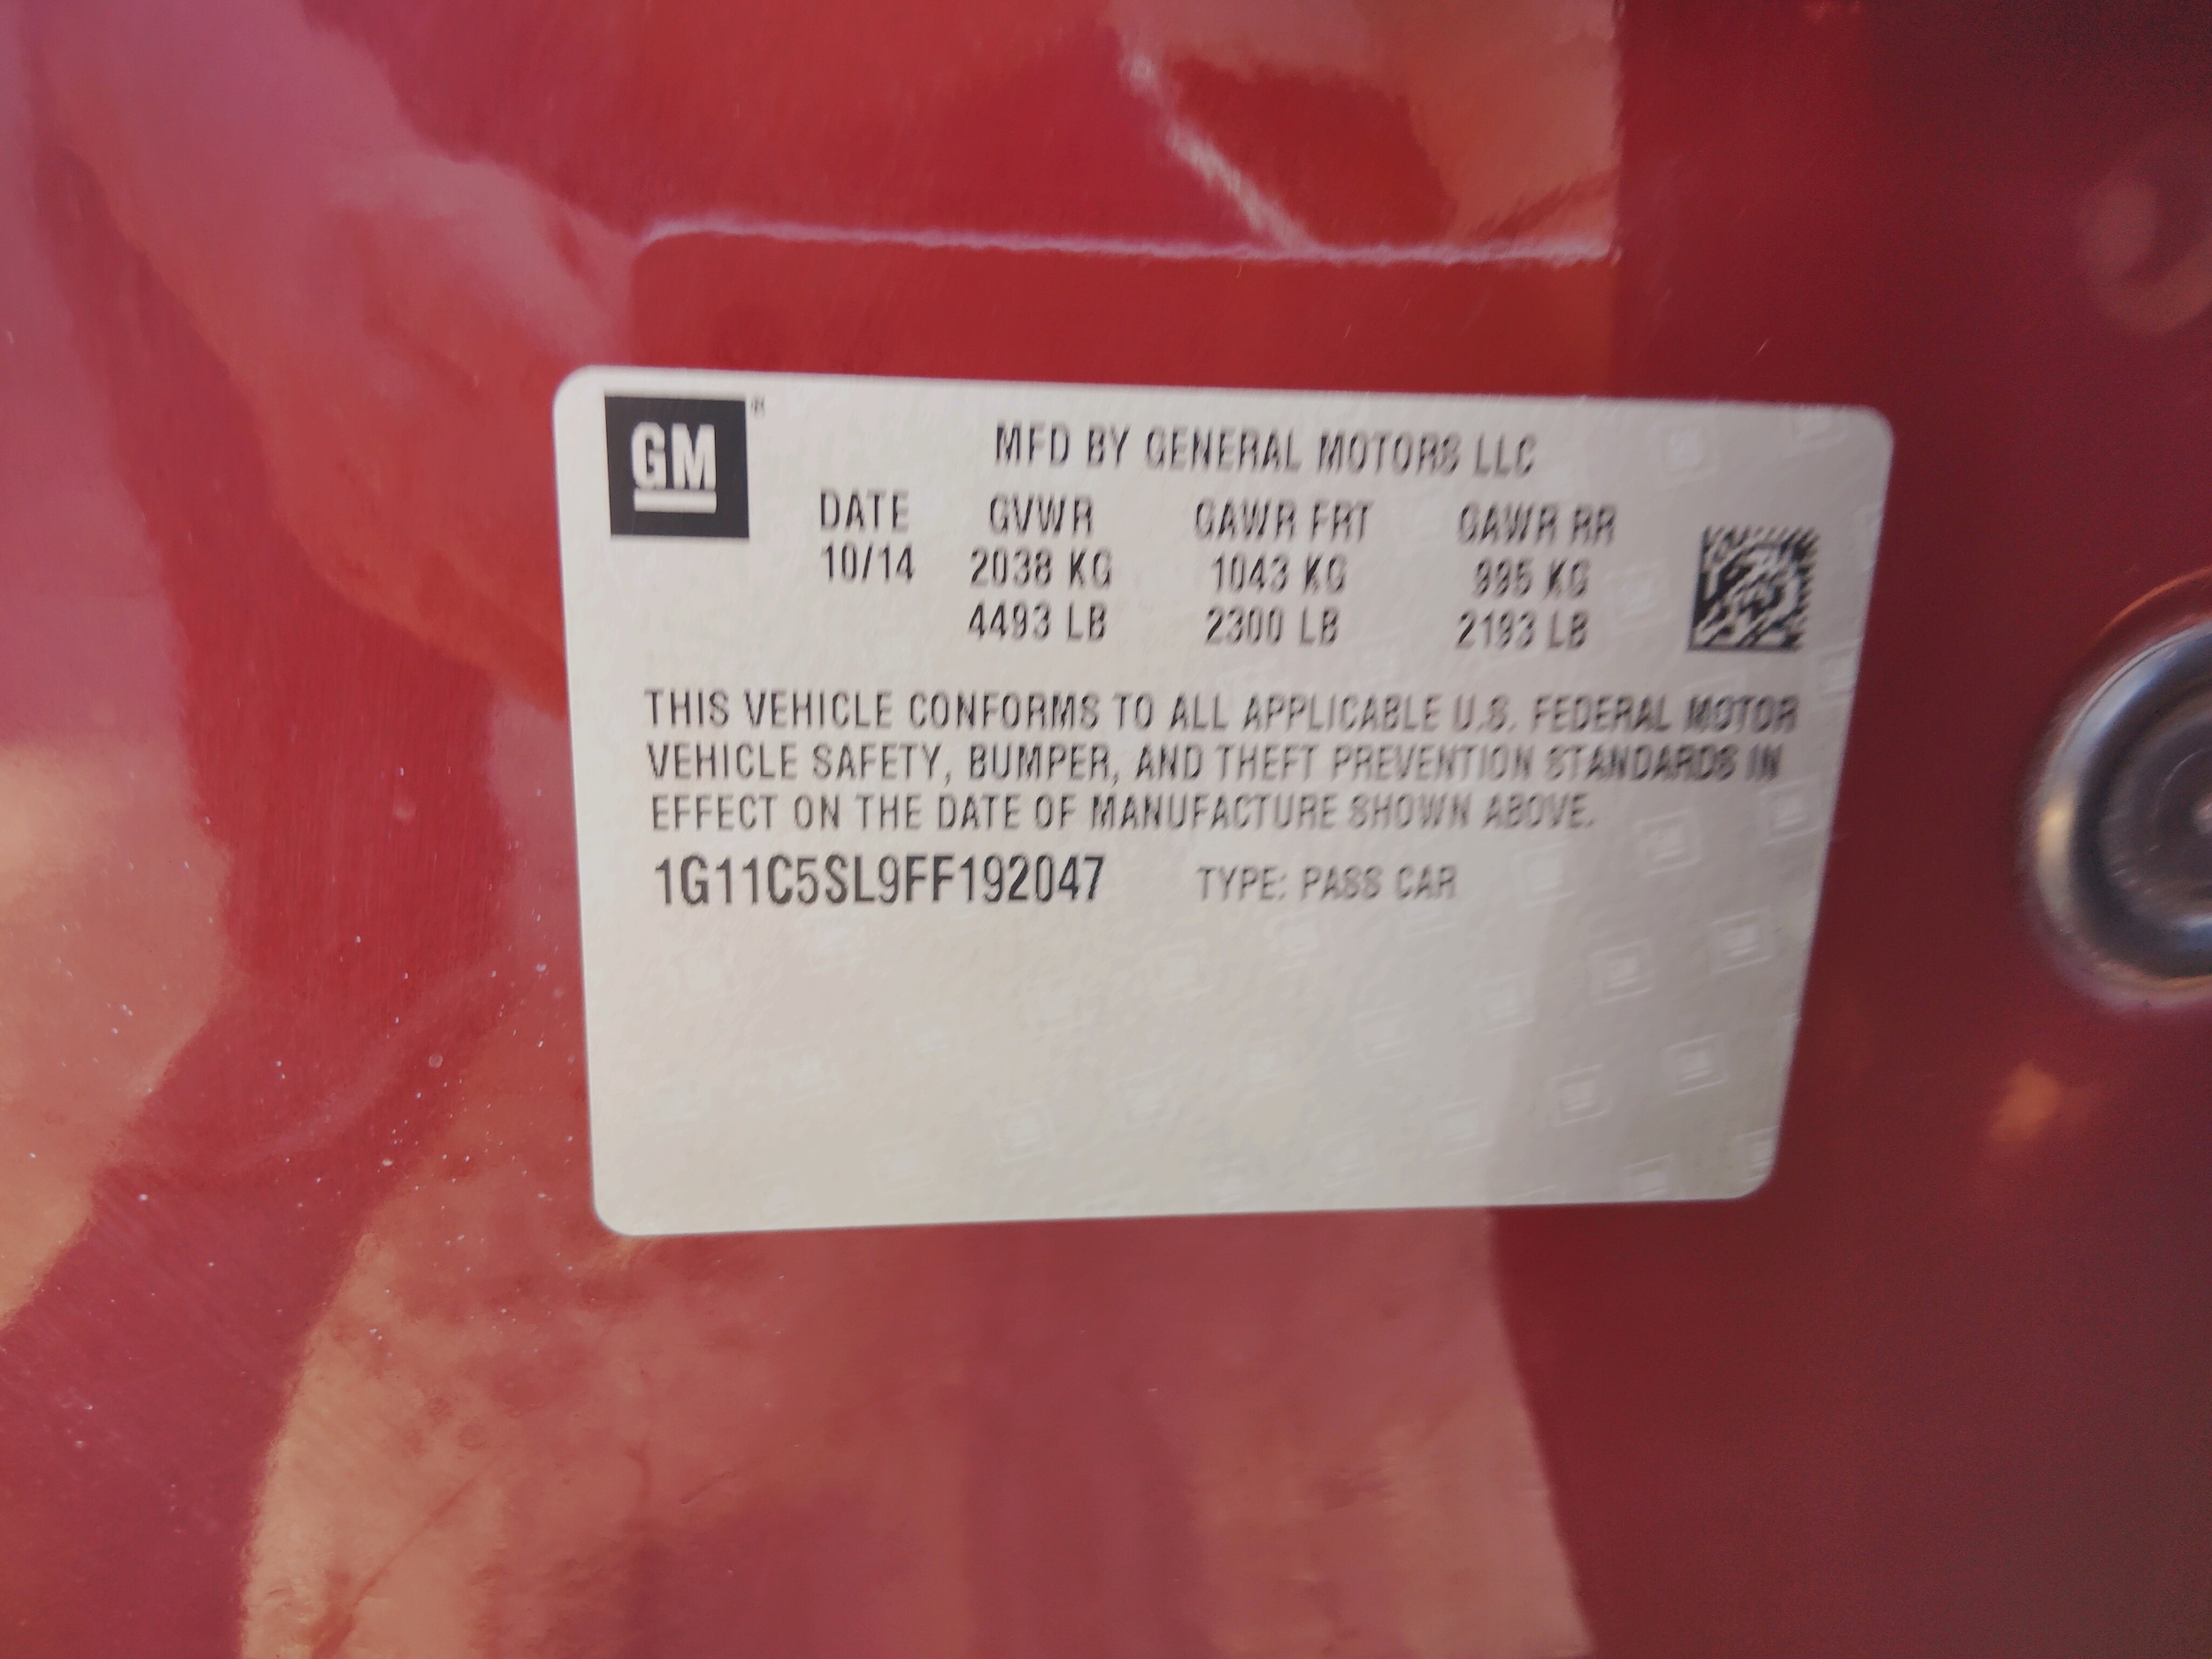 GM ®
MFD BY GENERAL MOTORS LLC
DATE GVWR GAWR FRT GAWR RR
10/14 2038 KG 1043 KG 995 KG
4493 LB 2300 LB 2193 LB
THIS VEHICLE CONFORMS TO ALL APPLICABLE U.S. FEDERAL MOTOR
VEHICLE SAFETY, BUMPER, AND THEFT PREVENTION STANDARDS IN
EFFECT ON THE DATE OF MANUFACTURE SHOWN ABOVE.
1G11C5SL9FF192047 TYPE: PASS CAR